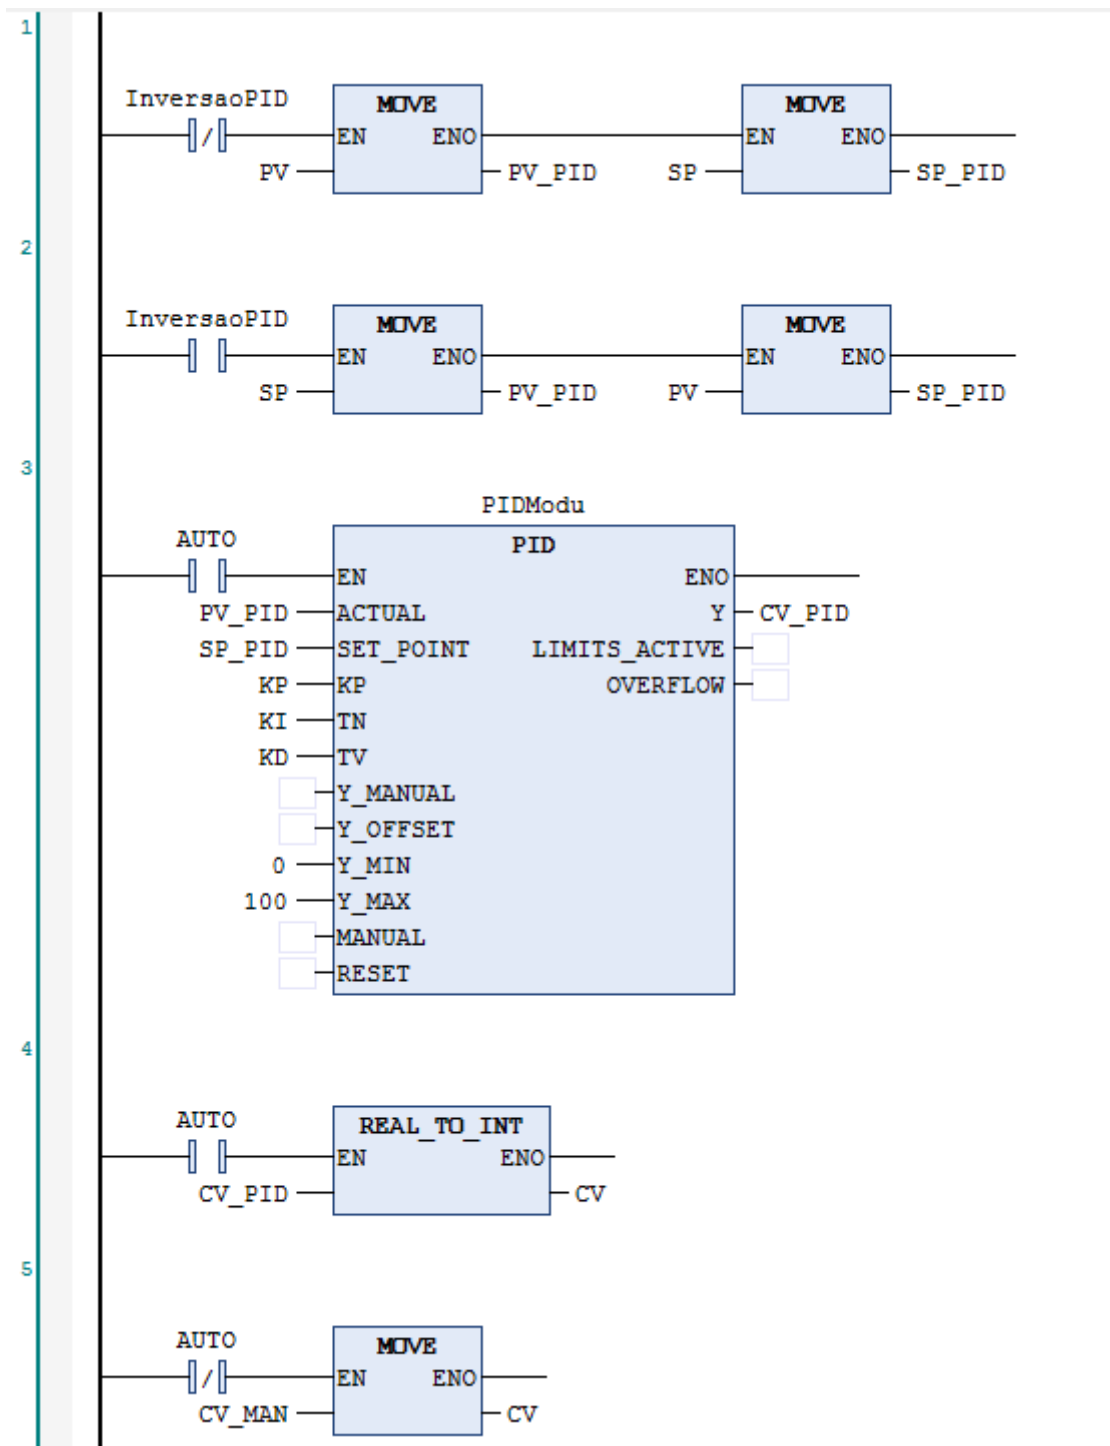 1
InversaoPID
MOVE MOVE
/ EN ENO EN ENO
PV PV_PID SP SP_PID
2
InversaoPID
MOVE MOVE
EN ENO EN ENO
SP PV_PID PV SP_PID
3
PIDModu
AUTO
PID
EN ENO
PV_PID ACTUAL Y CV_PID
SP_PID SET_POINT LIMITS_ACTIVE
KP KP OVERFLOW
KI TN
KD TV
Y_MANUAL
Y_OFFSET
0 Y_MIN
100 Y_MAX
MANUAL
RESET
4
AUTO
REAL_TO_INT
EN ENO
CV_PID CV
5
AUTO
MOVE
/ EN ENO
CV_MAN CV